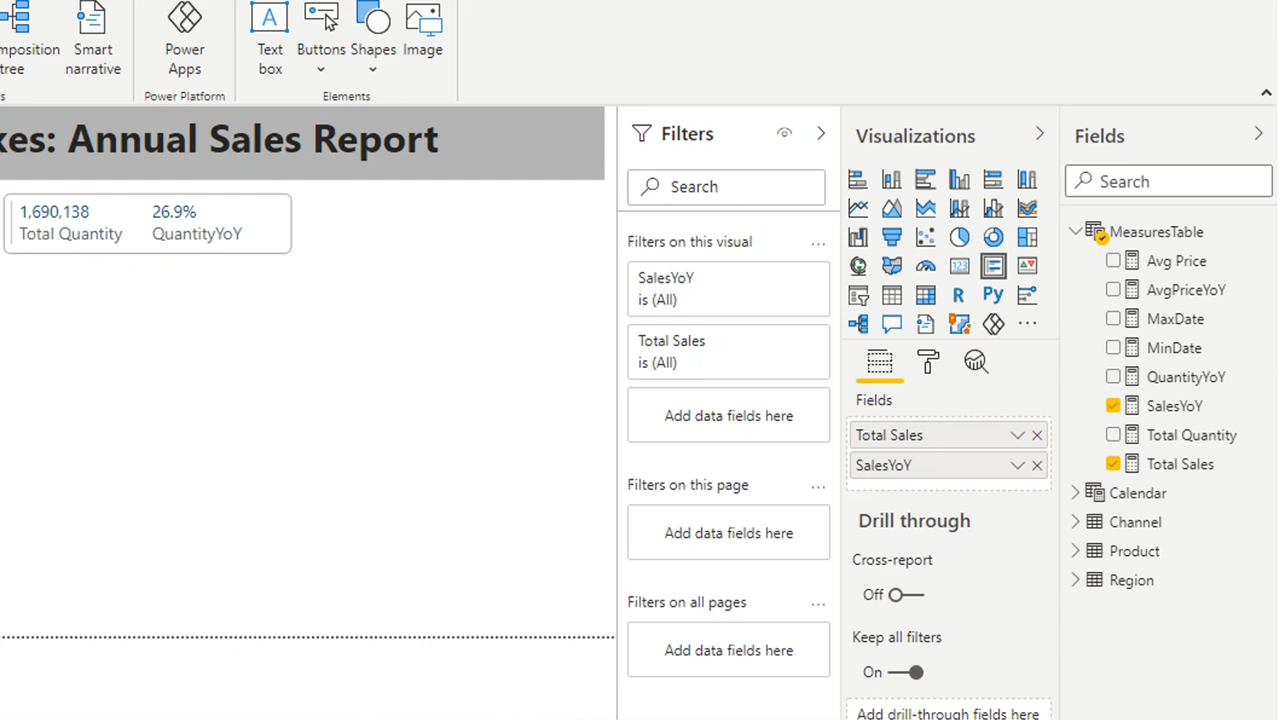 mposition
tree
Smart
narrative
Power
Apps
Text
box
Buttons
Shapes
Image
s
Power Platform
Elements
xes: Annual Sales Report
1,690,138
26.9%
Total Quantity
QuantityYoY
Filters
Search
Filters on this visual
...
SalesYoY
is (All)
Total Sales
is (All)
Add data fields here
Filters on this page
...
Add data fields here
Filters on all pages
...
Add data fields here
Visualizations
123
R
Py
...
Fields
Total Sales
SalesYoY
Drill through
Cross-report
Off
Keep all filters
On
Add drill-through fields here
Fields
Search
MeasuresTable
Avg Price
AvgPriceYoY
MaxDate
MinDate
QuantityYoY
SalesYoY
Total Quantity
Total Sales
Calendar
Channel
Product
Region